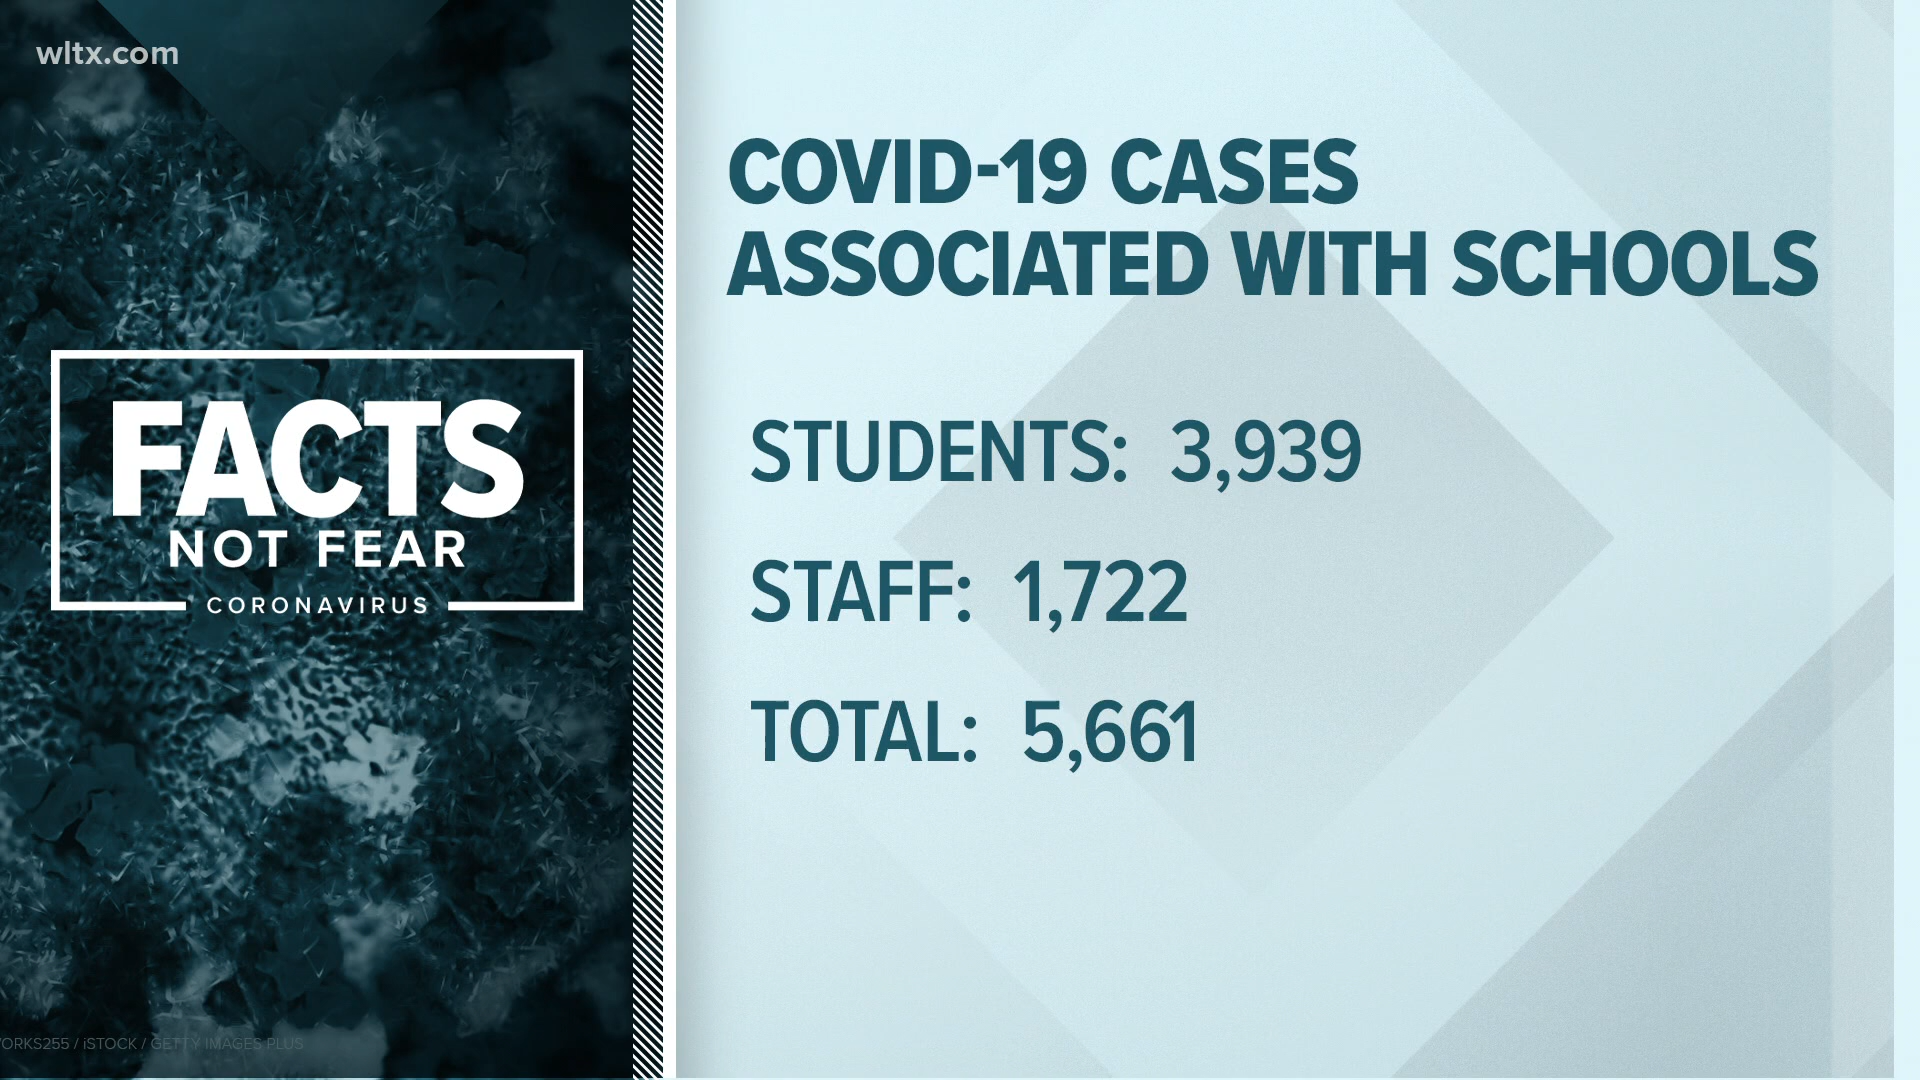 wltx.com
FACTS
NOT FEAR
CORONAVIRUS
COVID-19 CASES
ASSOCIATED WITH SCHOOLS
STUDENTS: 3,939
STAFF: 1,722
TOTAL: 5,661
/ iSTOCK / GETTY IMAGES PLUS